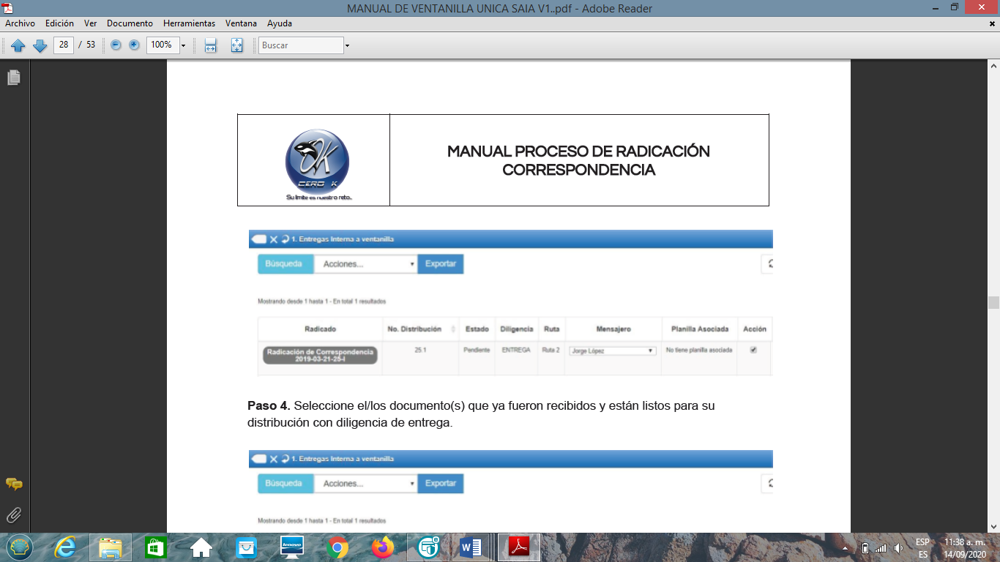 MANUAL DE VENTANILLA UNICA SAIA V1..pdf - Adobe Reader
Archivo Edición Ver Documento Herramientas Ventana Ayuda
28 / 53 100% Buscar
OK
CERO K
Su limite es nuestro reto..
MANUAL PROCESO DE RADICACIÓN
CORRESPONDENCIA
1. Entregas Interna a ventanilla
Búsqueda Acciones... Exportar
Mostrando desde 1 hasta 1 - En total 1 resultados
Radicado No. Distribución Estado Diligencia Ruta Mensajero Planilla Asociada Acción
Radicación de Correspondencia
2019-03-21-25-I
25.1 Pendiente ENTREGA Ruta 2 Jorge López No tiene planilla asociada
Paso 4. Seleccione el/los documento(s) que ya fueron recibidos y están listos para su
distribución con diligencia de entrega.
1. Entregas Interna a ventanilla
Búsqueda Acciones... Exportar
Mostrando desde 1 hasta 1 - En total 1 resultados
lenovo
ESP 11:38 a. m.
ES 14/09/2020